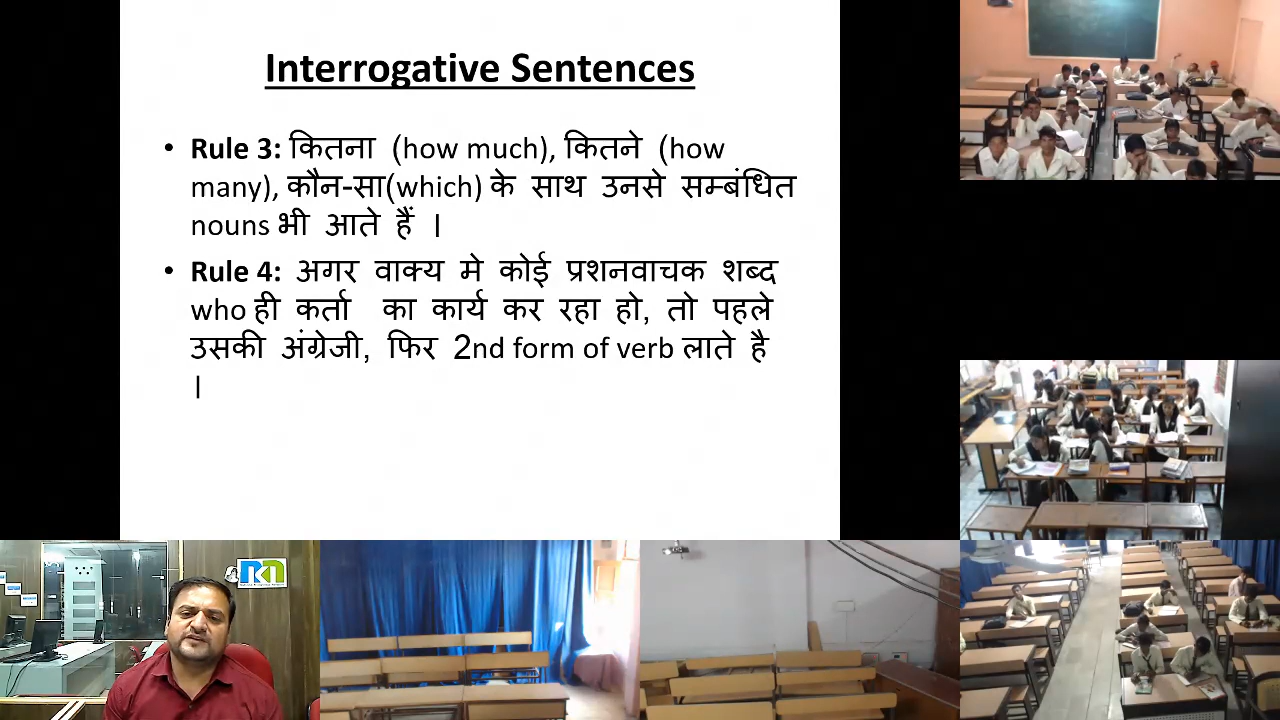 Interrogative Sentences
• Rule 3: कितना (how much), कितने (how
many), कौन-सा(which) के साथ उनसे सम्बंधित
nouns भी आते हैं ।
• Rule 4: अगर वाक्य मे कोई प्रशनवाचक शब्द
who ही कर्ता का कार्य कर रहा हो, तो पहले
उसकी अंग्रेजी, फिर 2nd form of verb लाते है
।